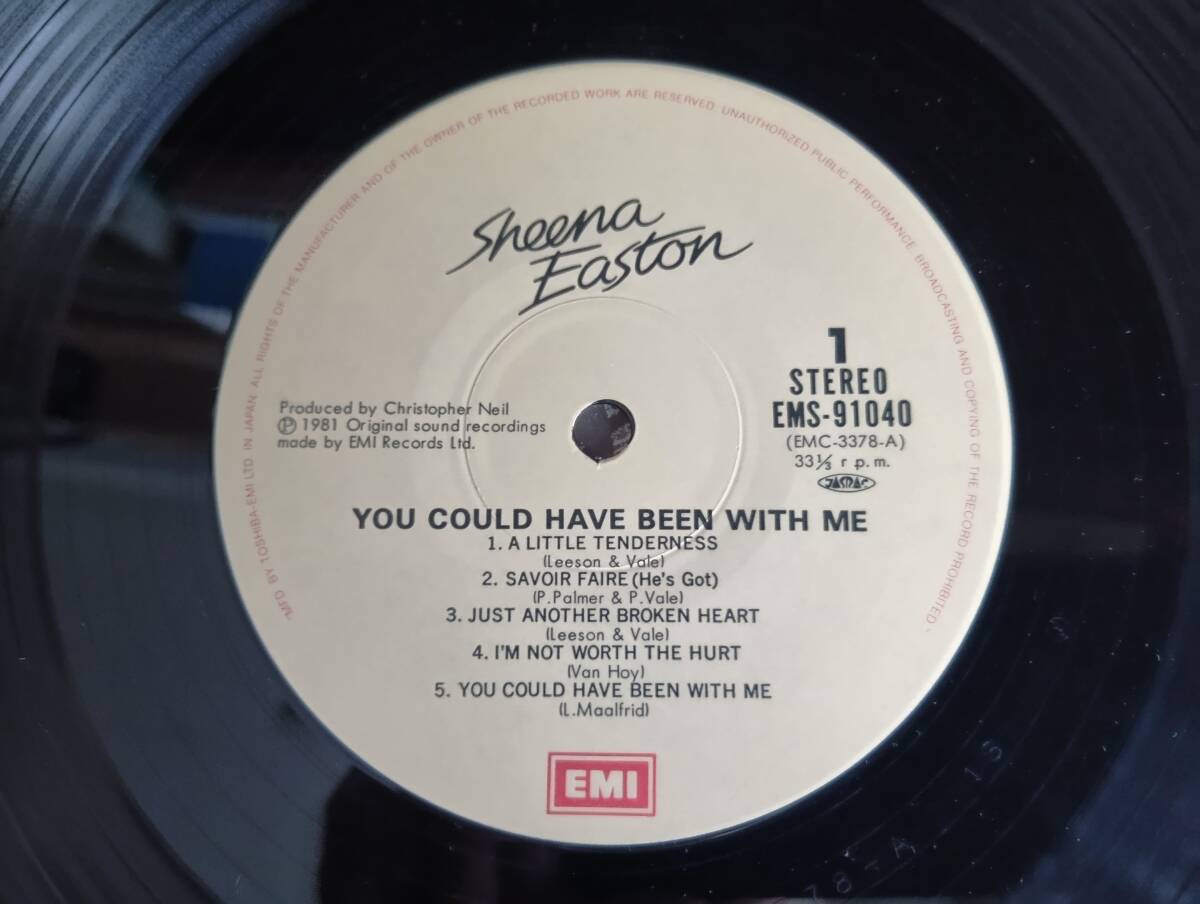 "MFD BY TOSHIBA-EMI LTD. IN JAPAN. ALL RIGHTS OF THE MANUFACTURER AND OF THE OWNER OF THE RECORDED WORK ARE RESERVED. UNAUTHORIZED PUBLIC PERFORMANCE. BROADCASTING AND COPYING OF THE RECORD PROHIBITED."
Sheena
Easton
1
STEREO
EMS-91040
(EMC-3378-A)
33⅓ r p.m.
JASRAC
Produced by Christopher Neil
℗ 1981 Original sound recordings
made by EMI Records Ltd.
YOU COULD HAVE BEEN WITH ME
1. A LITTLE TENDERNESS
(Leeson & Vale)
2. SAVOIR FAIRE (He's Got)
(P.Palmer & P.Vale)
3. JUST ANOTHER BROKEN HEART
(Leeson & Vale)
4. I'M NOT WORTH THE HURT
(Van Hoy)
5. YOU COULD HAVE BEEN WITH ME
(L.Maalfrid)
EMI